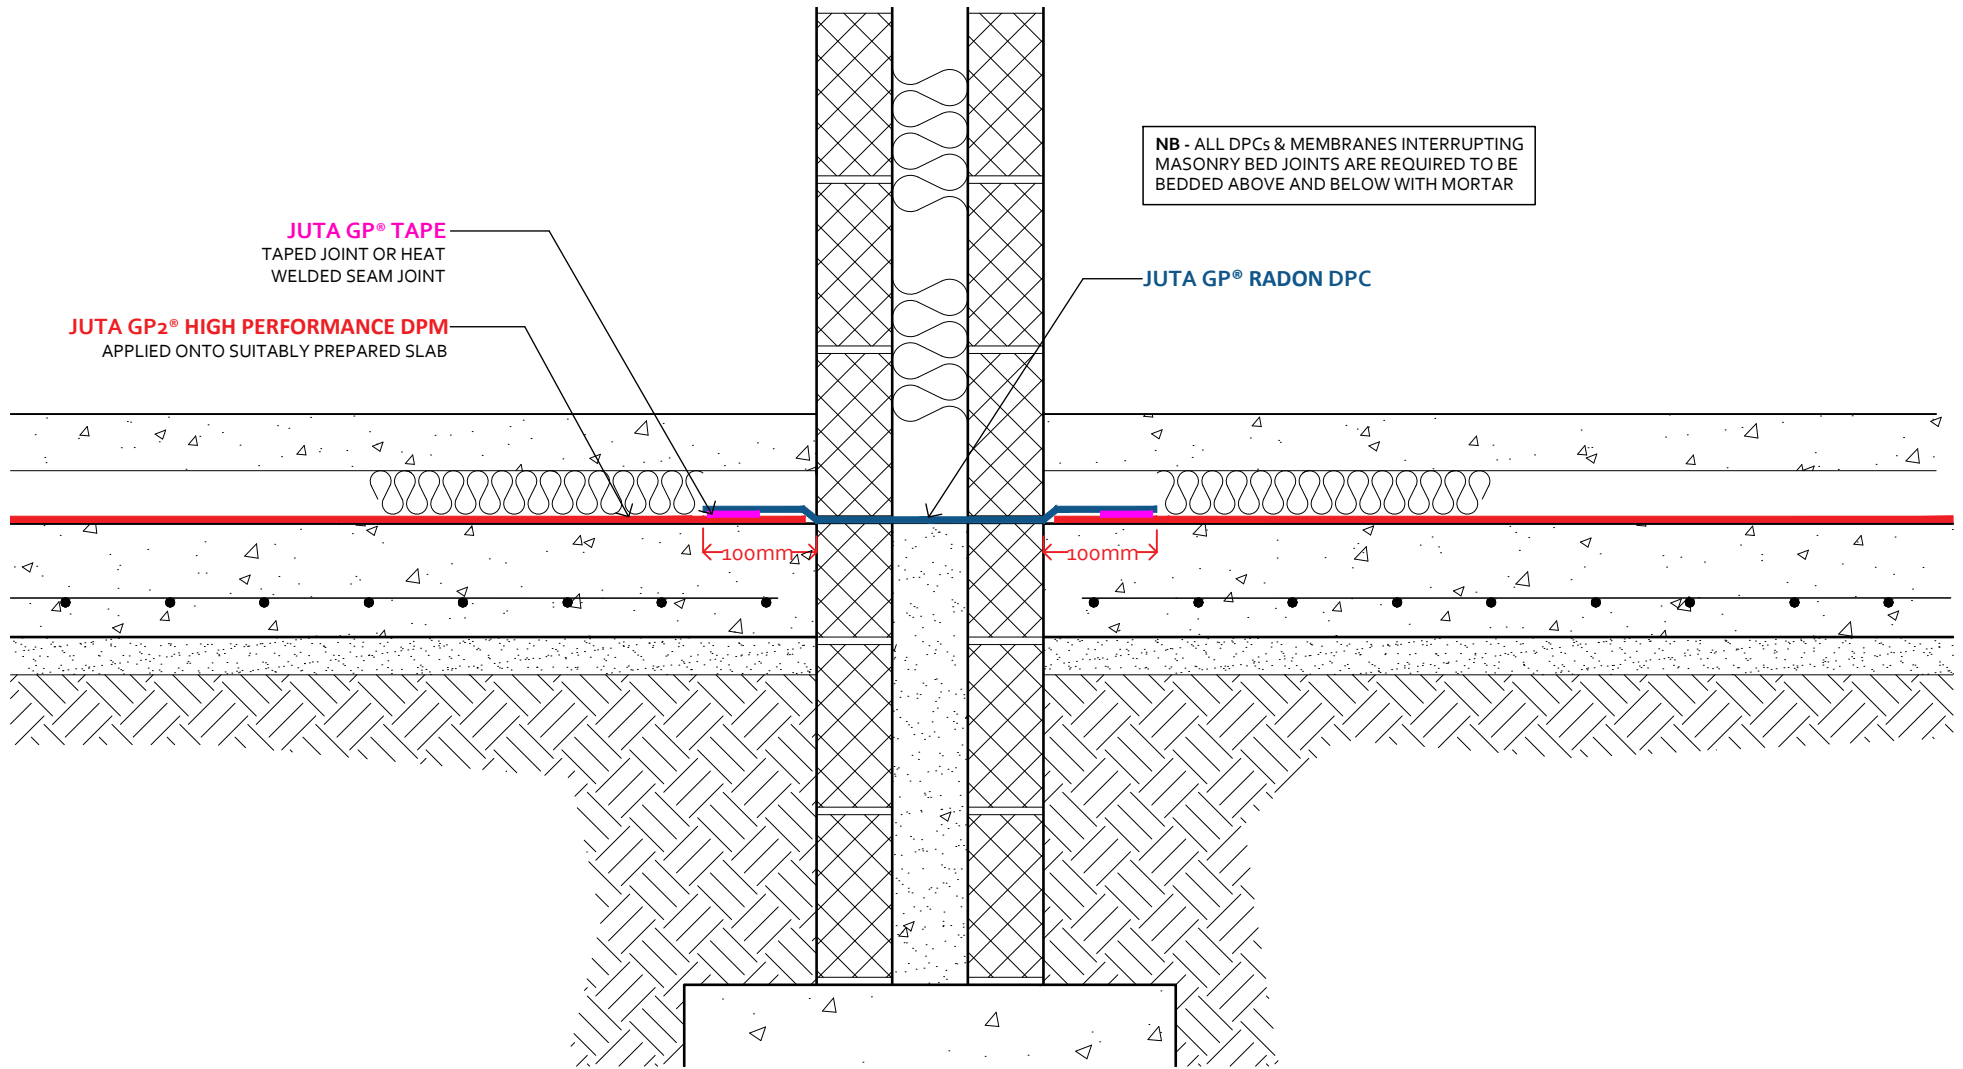 NB - ALL DPCs & MEMBRANES INTERRUPTING
MASONRY BED JOINTS ARE REQUIRED TO BE
BEDDED ABOVE AND BELOW WITH MORTAR
JUTA GP® TAPE
TAPED JOINT OR HEAT
WELDED SEAM JOINT
JUTA GP® RADON DPC
JUTA GP2® HIGH PERFORMANCE DPM
APPLIED ONTO SUITABLY PREPARED SLAB
100mm
100mm